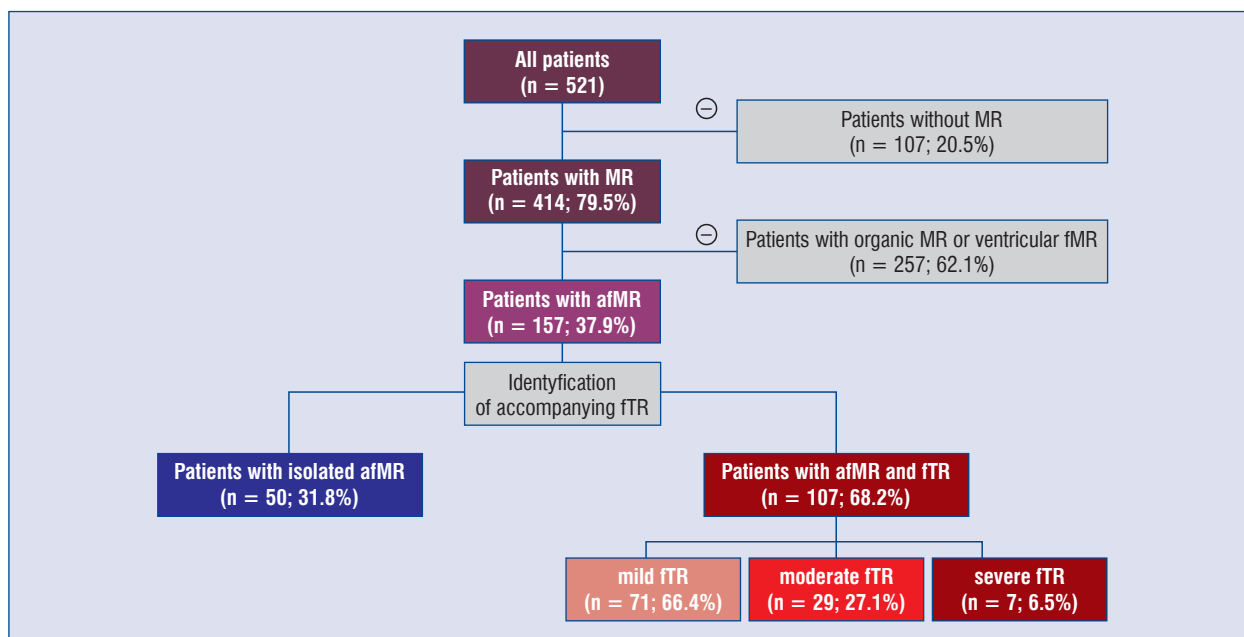 All patients
(n = 521)
⊖
Patients without MR
(n = 107; 20.5%)
Patients with MR
(n = 414; 79.5%)
⊖
Patients with organic MR or ventricular fMR
(n = 257; 62.1%)
Patients with afMR
(n = 157; 37.9%)
Identyfication
of accompanying fTR
Patients with isolated afMR
(n = 50; 31.8%)
Patients with afMR and fTR
(n = 107; 68.2%)
mild fTR
(n = 71; 66.4%)
moderate fTR
(n = 29; 27.1%)
severe fTR
(n = 7; 6.5%)